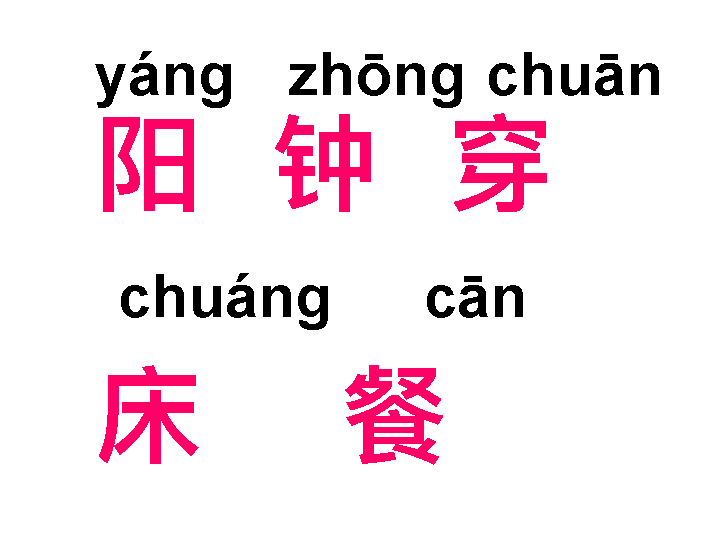 yáng zhōng chuān
阳 钟 穿
chuáng cān
床 餐